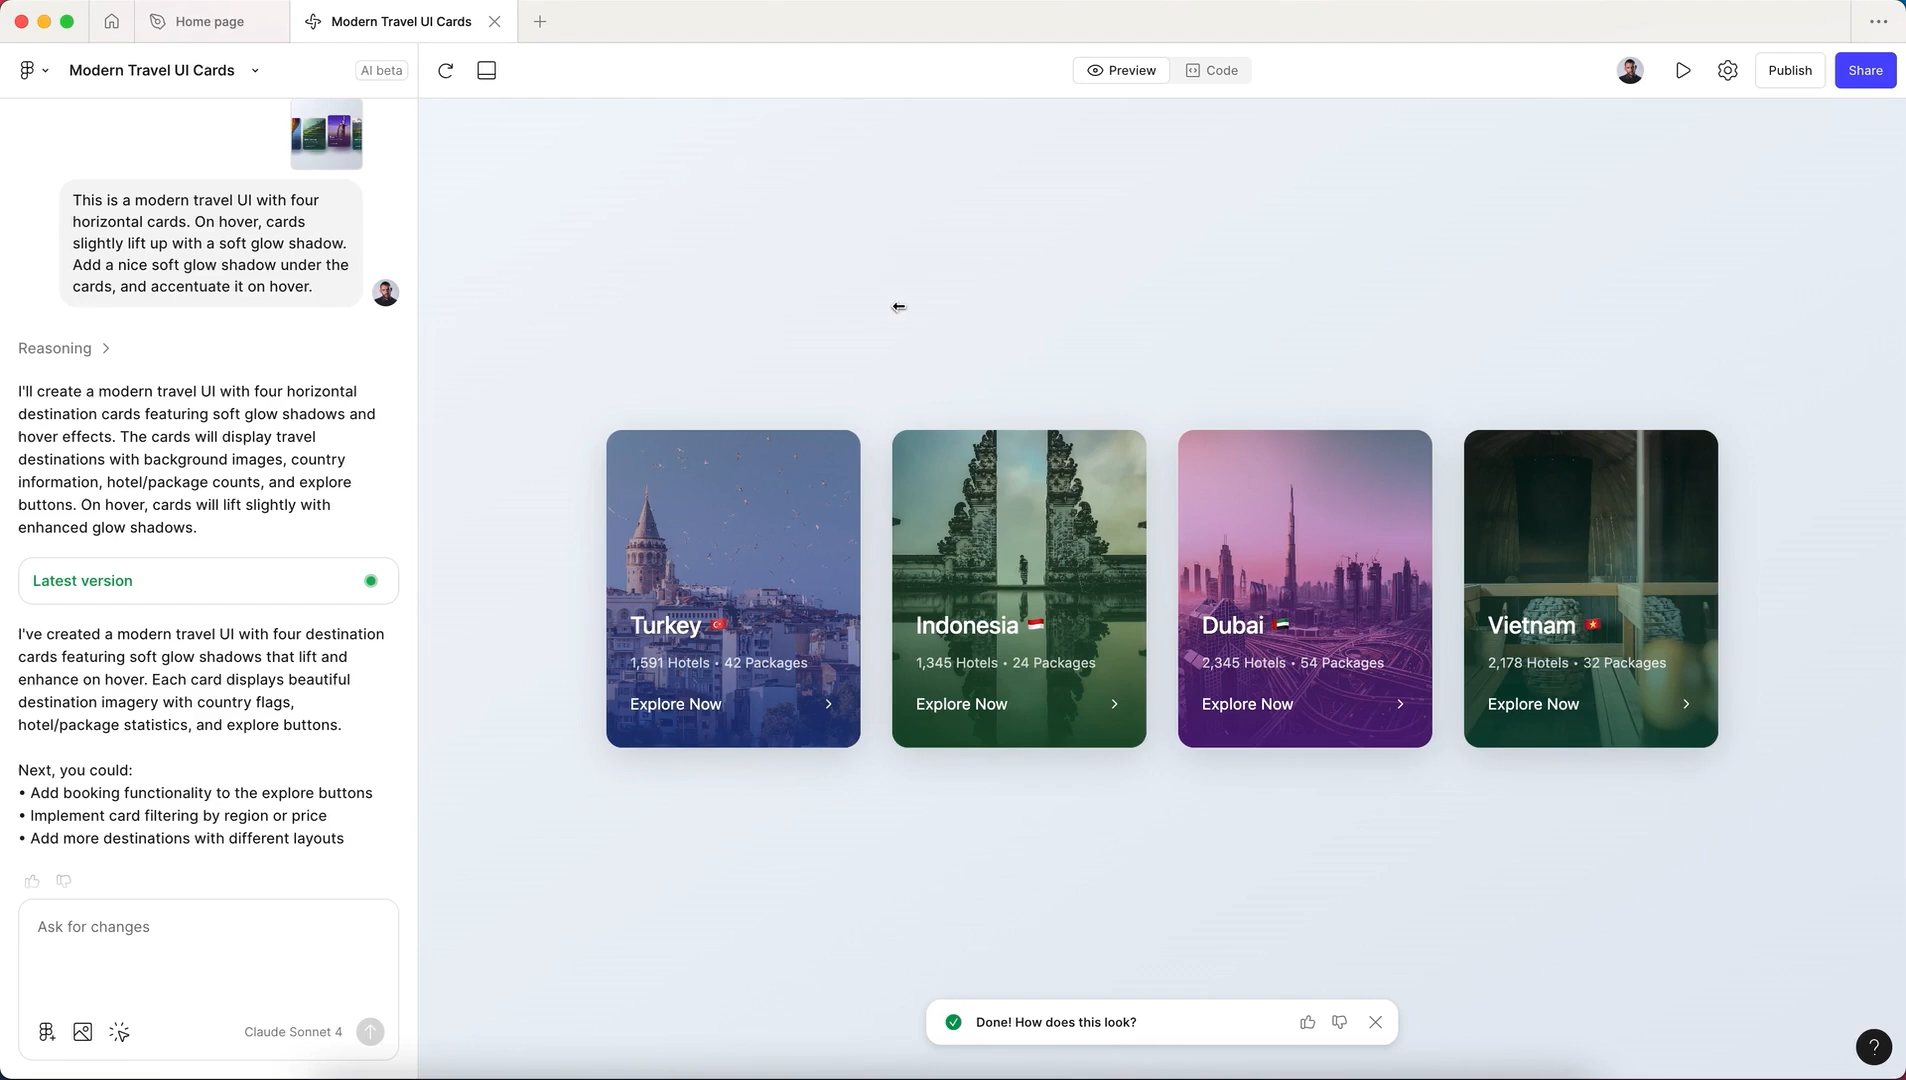 Home page
Modern Travel UI Cards
Modern Travel UI Cards
AI beta
Preview
Code
Publish
Share
This is a modern travel UI with four
horizontal cards. On hover, cards
slightly lift up with a soft glow shadow.
Add a nice soft glow shadow under the
cards, and accentuate it on hover.
Reasoning
I'll create a modern travel UI with four horizontal
destination cards featuring soft glow shadows and
hover effects. The cards will display travel
destinations with background images, country
information, hotel/package counts, and explore
buttons. On hover, cards will lift slightly with
enhanced glow shadows.
Latest version
I've created a modern travel UI with four destination
cards featuring soft glow shadows that lift and
enhance on hover. Each card displays beautiful
destination imagery with country flags,
hotel/package statistics, and explore buttons.
Next, you could:
• Add booking functionality to the explore buttons
• Implement card filtering by region or price
• Add more destinations with different layouts
Ask for changes
Claude Sonnet 4
Turkey 🇹🇷
1,591 Hotels • 42 Packages
Explore Now
Indonesia 🇮🇩
1,345 Hotels • 24 Packages
Explore Now
Dubai 🇦🇪
2,345 Hotels • 54 Packages
Explore Now
Vietnam 🇻🇳
2,178 Hotels • 32 Packages
Explore Now
Done! How does this look?
?